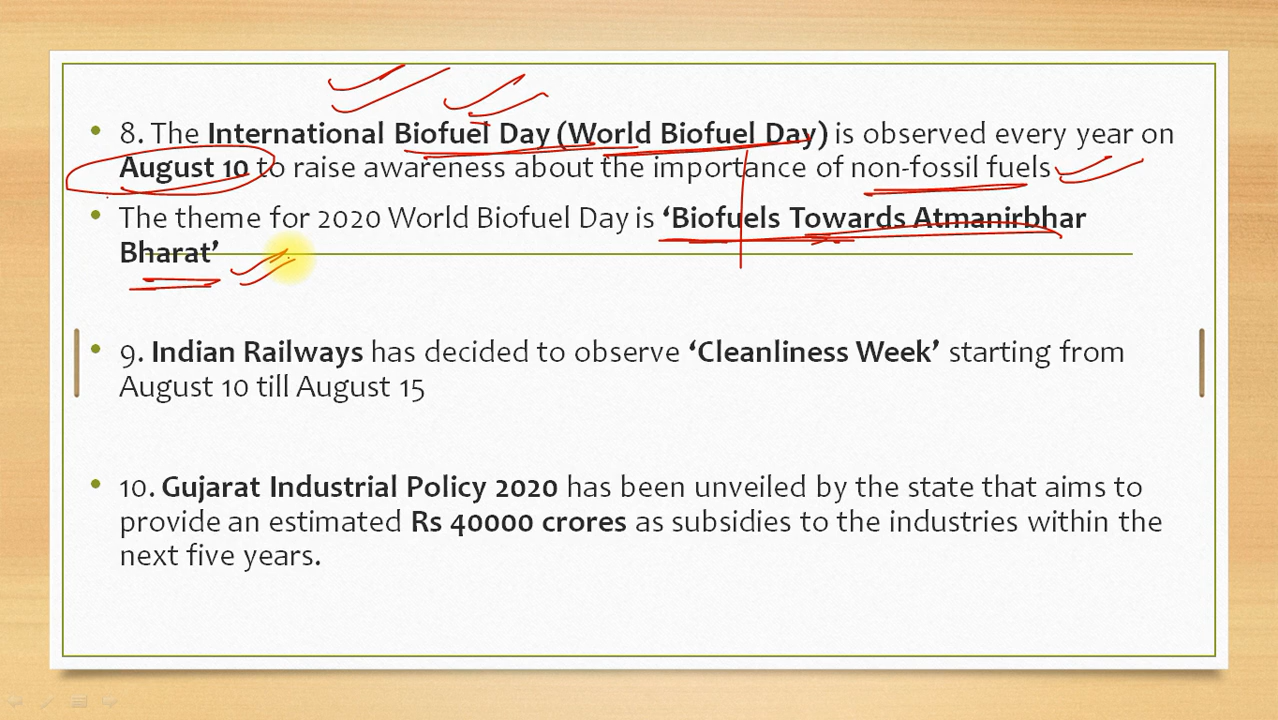 • 8. The International Biofuel Day (World Biofuel Day) is observed every year on
August 10 to raise awareness about the importance of non-fossil fuels
• The theme for 2020 World Biofuel Day is ‘Biofuels Towards Atmanirbhar
Bharat’
• 9. Indian Railways has decided to observe ‘Cleanliness Week’ starting from
August 10 till August 15
• 10. Gujarat Industrial Policy 2020 has been unveiled by the state that aims to
provide an estimated Rs 40000 crores as subsidies to the industries within the
next five years.